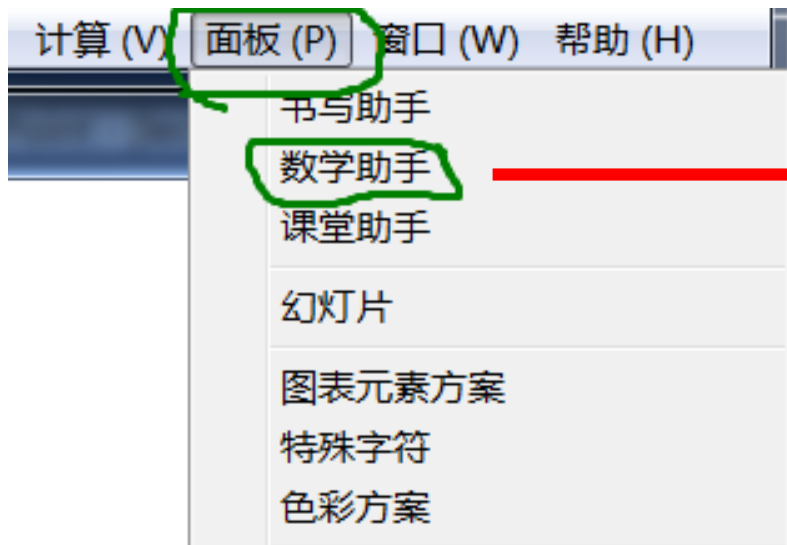 计算 (V) 面板 (P) 窗口 (W) 帮助 (H)
书写助手
数学助手
课堂助手
幻灯片
图表元素方案
特殊字符
色彩方案